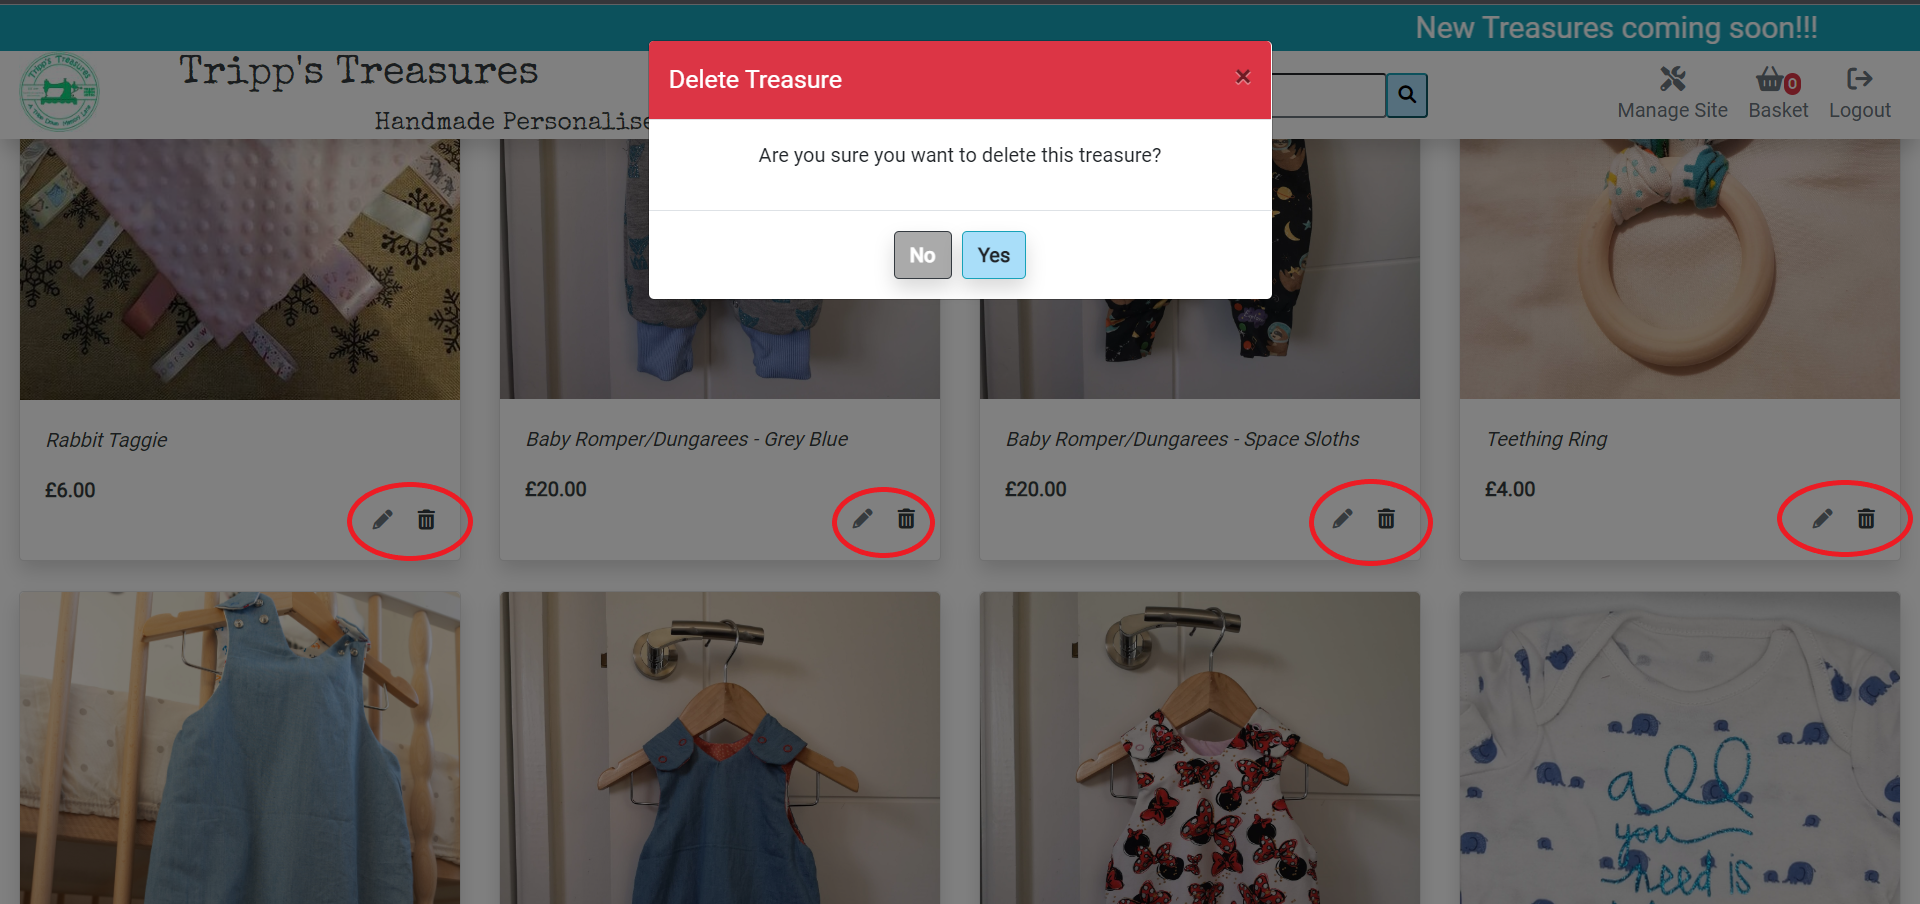 New Treasures coming soon!!!
Tripp's Treasures
Tripp's Treasures
Handmade Personalise
Delete Treasure
×
Are you sure you want to delete this treasure?
No
Yes
0
Manage Site
Basket
Logout
Rabbit Taggie
£6.00
Baby Romper/Dungarees - Grey Blue
£20.00
Baby Romper/Dungarees - Space Sloths
£20.00
Teething Ring
£4.00
all
you
need is